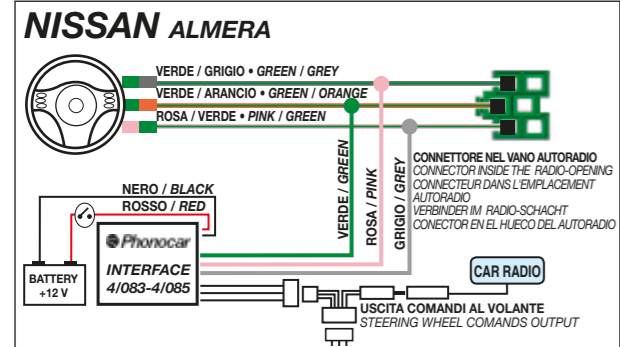 NISSAN ALMERA
VERDE / GRIGIO • GREEN / GREY
VERDE / ARANCIO • GREEN / ORANGE
ROSA / VERDE • PINK / GREEN
CONNETTORE NEL VANO AUTORADIO
CONNECTOR INSIDE THE RADIO-OPENING
CONNECTEUR DANS L'EMPLACEMENT
AUTORADIO
VERBINDER IM RADIO-SCHACHT
CONECTOR EN EL HUECO DEL AUTORADIO
VERDE / GREEN
ROSA / PINK
GRIGIO / GREY
NERO / BLACK
ROSSO / RED
Phonocar
INTERFACE
4/083-4/085
BATTERY
+12 V
CAR RADIO
USCITA COMANDI AL VOLANTE
STEERING WHEEL COMANDS OUTPUT